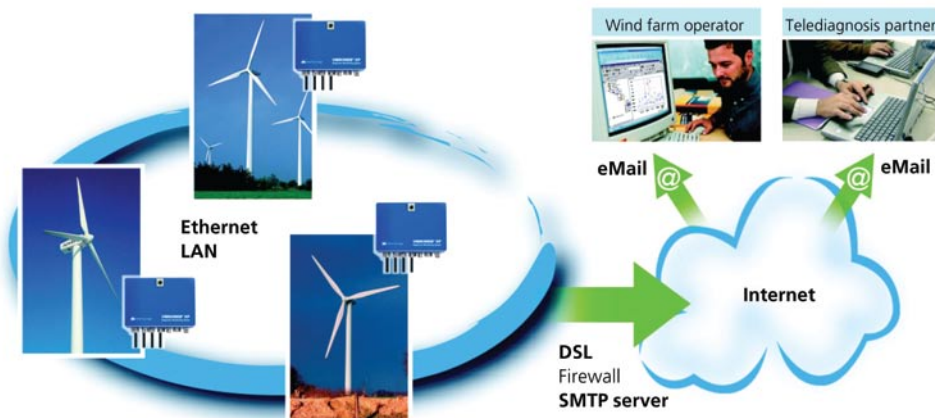 Wind farm operator
Telediagnosis partner
eMail
@
@
eMail
Ethernet
LAN
Internet
DSL
Firewall
SMTP server